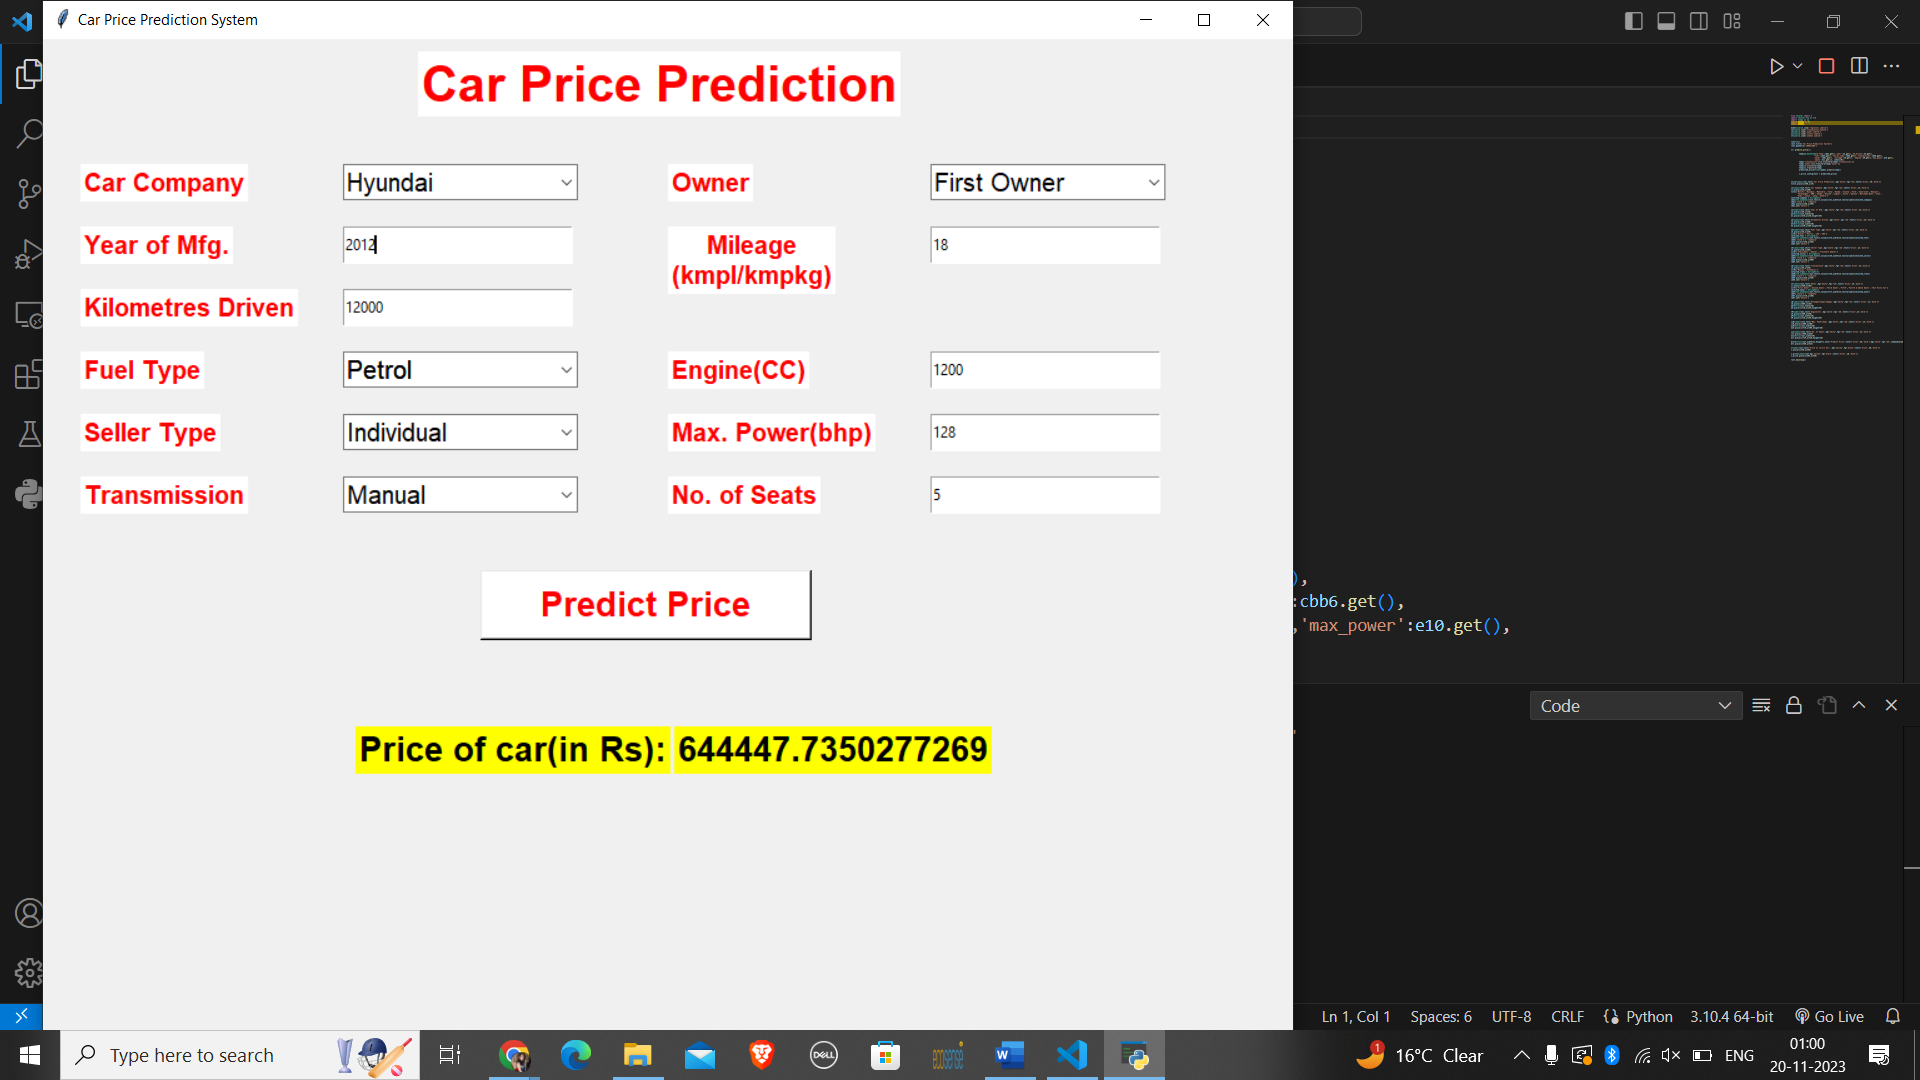 Car Price Prediction System
Car Price Prediction
Car Company
Hyundai
Owner
First Owner
Year of Mfg.
2012
Mileage
(kmpl/kmpkg)
18
Kilometres Driven
12000
Fuel Type
Petrol
Engine(CC)
1200
Seller Type
Individual
Max. Power(bhp)
128
Transmission
Manual
No. of Seats
5
Predict Price
Price of car(in Rs):
644447.7350277269
),
:cbb6.get(),
,'max_power':e10.get(),
Code
Ln 1, Col 1
Spaces: 6
UTF-8
CRLF
Python
3.10.4 64-bit
Go Live
Type here to search
DELL
ecosense
1
16°C Clear
ENG
01:00
20-11-2023